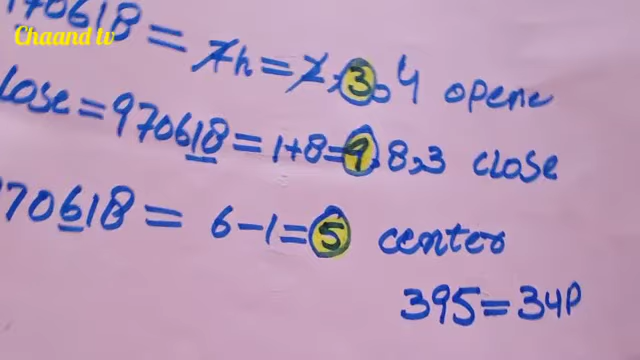 Chaand tv
970618 = 7h = 7, 3, 4 opene
lose = 970618 = 1+8 = 9, 8, 3 close
970618 = 6-1 = 5 center
395 = 34P